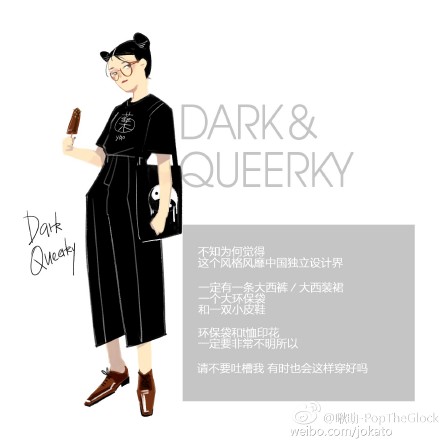 DARK &
QUEERKY
Dark
Queerky
yap
不知为何觉得
这个风格风靡中国独立设计界
一定有一条大西裤 / 大西装裙
一个大环保袋
和一双小皮鞋
环保袋和t恤印花
一定要非常不明所以
请不要吐槽我 有时也会这样穿好吗
-PopTheGlock
weibo.com/jokato